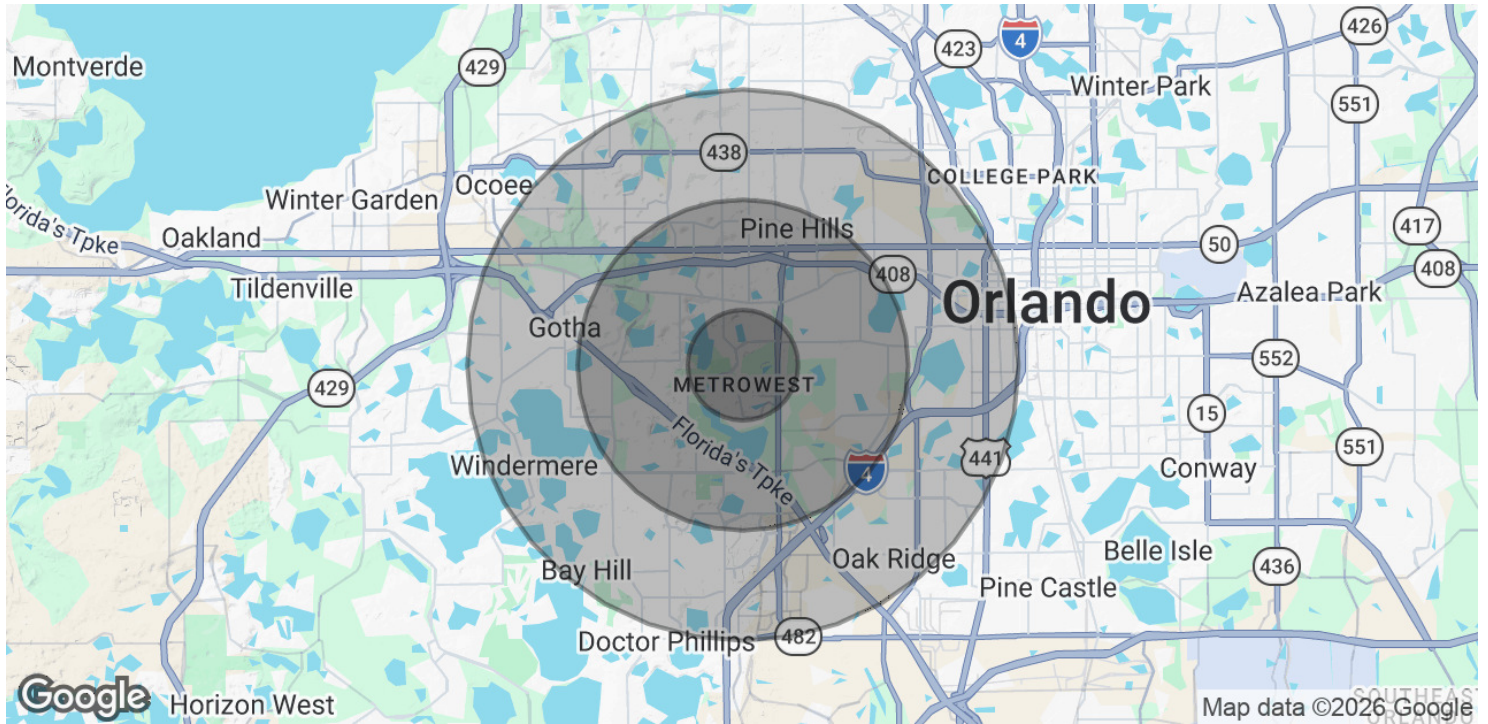 426
423
4
Montverde
429
Winter Park
551
438
COLLEGE PARK
Ocoee
Winter Garden
Florida's Tpke
Oakland
Pine Hills
417
50
408
408
Tildenville
Azalea Park
Orlando
Gotha
552
METROWEST
429
15
Florida's Tpke
551
Windermere
4
441
Conway
Belle Isle
Oak Ridge
Bay Hill
436
Pine Castle
Doctor Phillips
482
Google
Horizon West
SOUTHEAST
Map data ©2026 Google